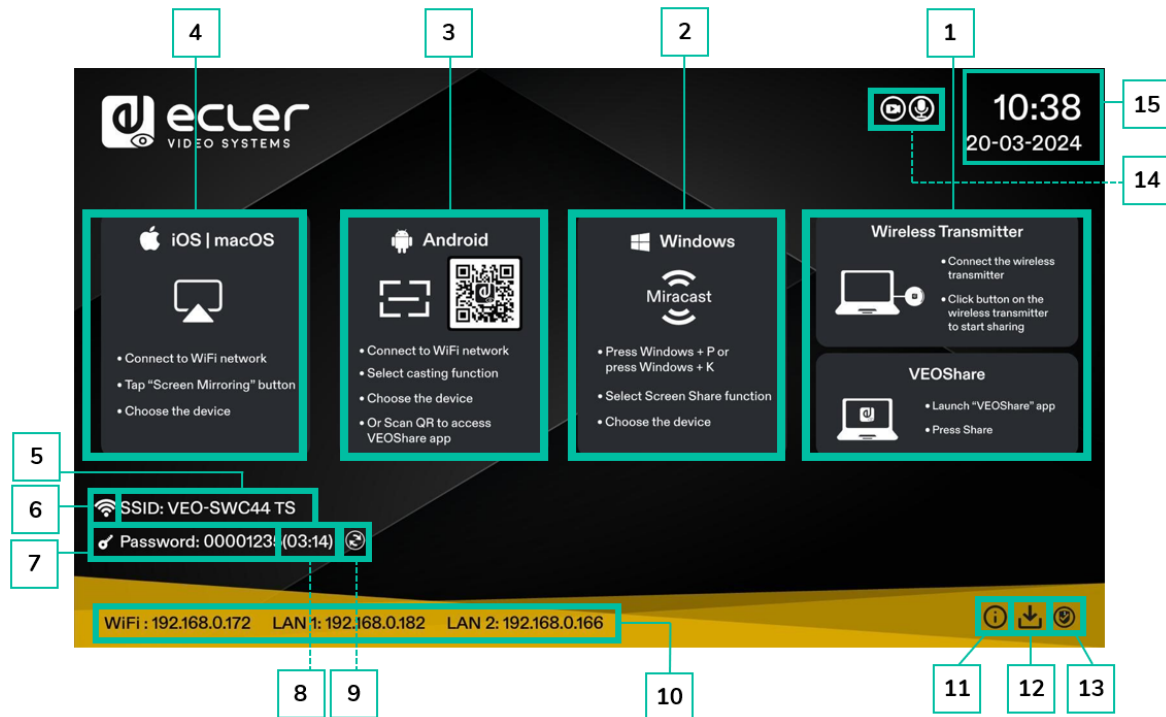 4
3
2
1
ecler
VIDEO SYSTEMS
10:38
20-03-2024
15
14
iOS | macOS
• Connect to WiFi network
• Tap “Screen Mirroring” button
• Choose the device
Android
• Connect to WiFi network
• Select casting function
• Choose the device
• Or Scan QR to access
VEOShare app
Windows
Miracast
• Press Windows + P or
press Windows + K
• Select Screen Share function
• Choose the device
Wireless Transmitter
• Connect the wireless
transmitter
• Click button on the
wireless transmitter
to start sharing
VEOShare
• Launch “VEOShare” app
• Press Share
5
6
SSID: VEO-SWC44 TS
7
Password: 00001235 (03:14)
WiFi : 192.168.0.172 LAN 1: 192.168.0.182 LAN 2: 192.168.0.166
8
9
10
11
12
13